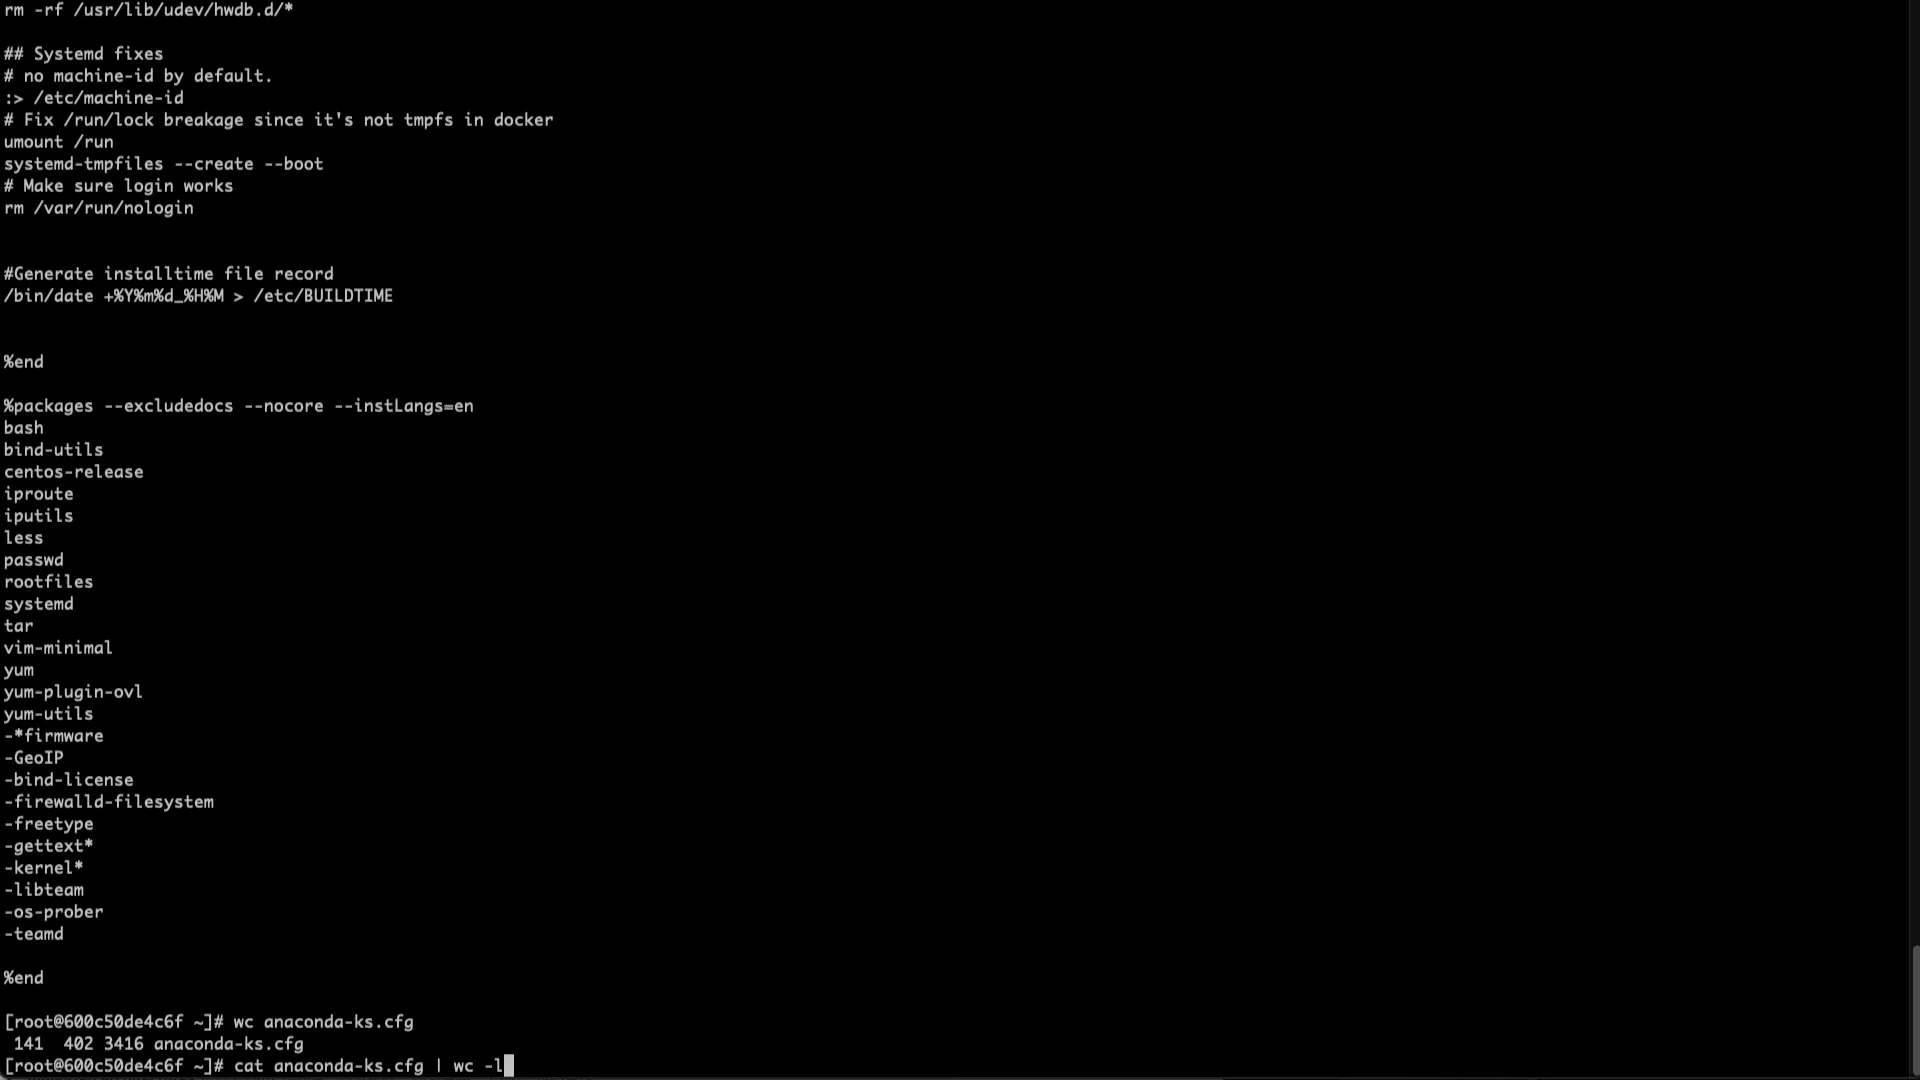 rm -rf /usr/lib/udev/hwdb.d/*
## Systemd fixes
# no machine-id by default.
:> /etc/machine-id
# Fix /run/lock breakage since it's not tmpfs in docker
umount /run
systemd-tmpfiles --create --boot
# Make sure login works
rm /var/run/nologin
#Generate installtime file record
/bin/date +%Y%m%d_%H%M > /etc/BUILDTIME
%end
%packages --excludedocs --nocore --instLangs=en
bash
bind-utils
centos-release
iproute
iputils
less
passwd
rootfiles
systemd
tar
vim-minimal
yum
yum-plugin-ovl
yum-utils
-*firmware
-GeoIP
-bind-license
-firewalld-filesystem
-freetype
-gettext*
-kernel*
-libteam
-os-prober
-teamd
%end
[root@600c50de4c6f ~]# wc anaconda-ks.cfg
141  402 3416 anaconda-ks.cfg
[root@600c50de4c6f ~]# cat anaconda-ks.cfg | wc -l